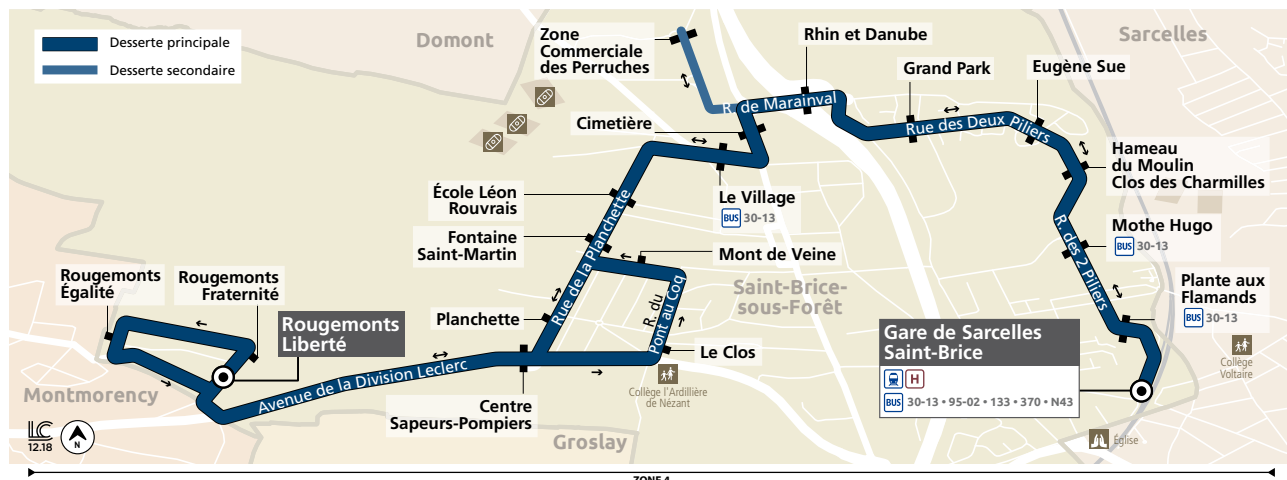 Desserte principale
Desserte secondaire
Domont
Zone
Commerciale
des Perruches
Rhin et Danube
Sarcelles
Grand Park
Eugène Sue
R. de Marainval
Rue des Deux Piliers
Cimetière
Hameau
du Moulin
Clos des Charmilles
École Léon
Rouvrais
Le Village
BUS 30-13
Fontaine
Saint-Martin
Rue de la Planchette
Mont de Veine
R. des 2 Piliers
Mothe Hugo
BUS 30-13
Rougemonts
Égalité
Rougemonts
Fraternité
Saint-Brice-
sous-Forêt
Plante aux
Flamands
BUS 30-13
Rougemonts
Liberté
Planchette
R. du
Pont au Coq
Le Clos
Gare de Sarcelles
Saint-Brice
H
BUS 30-13 • 95-02 • 133 • 370 • N43
Collège
Voltaire
Montmorency
Avenue de la Division Leclerc
Collège l'Ardillière
de Nézant
Centre
Sapeurs-Pompiers
Groslay
Église
LC
12.18
N
ZONE 4